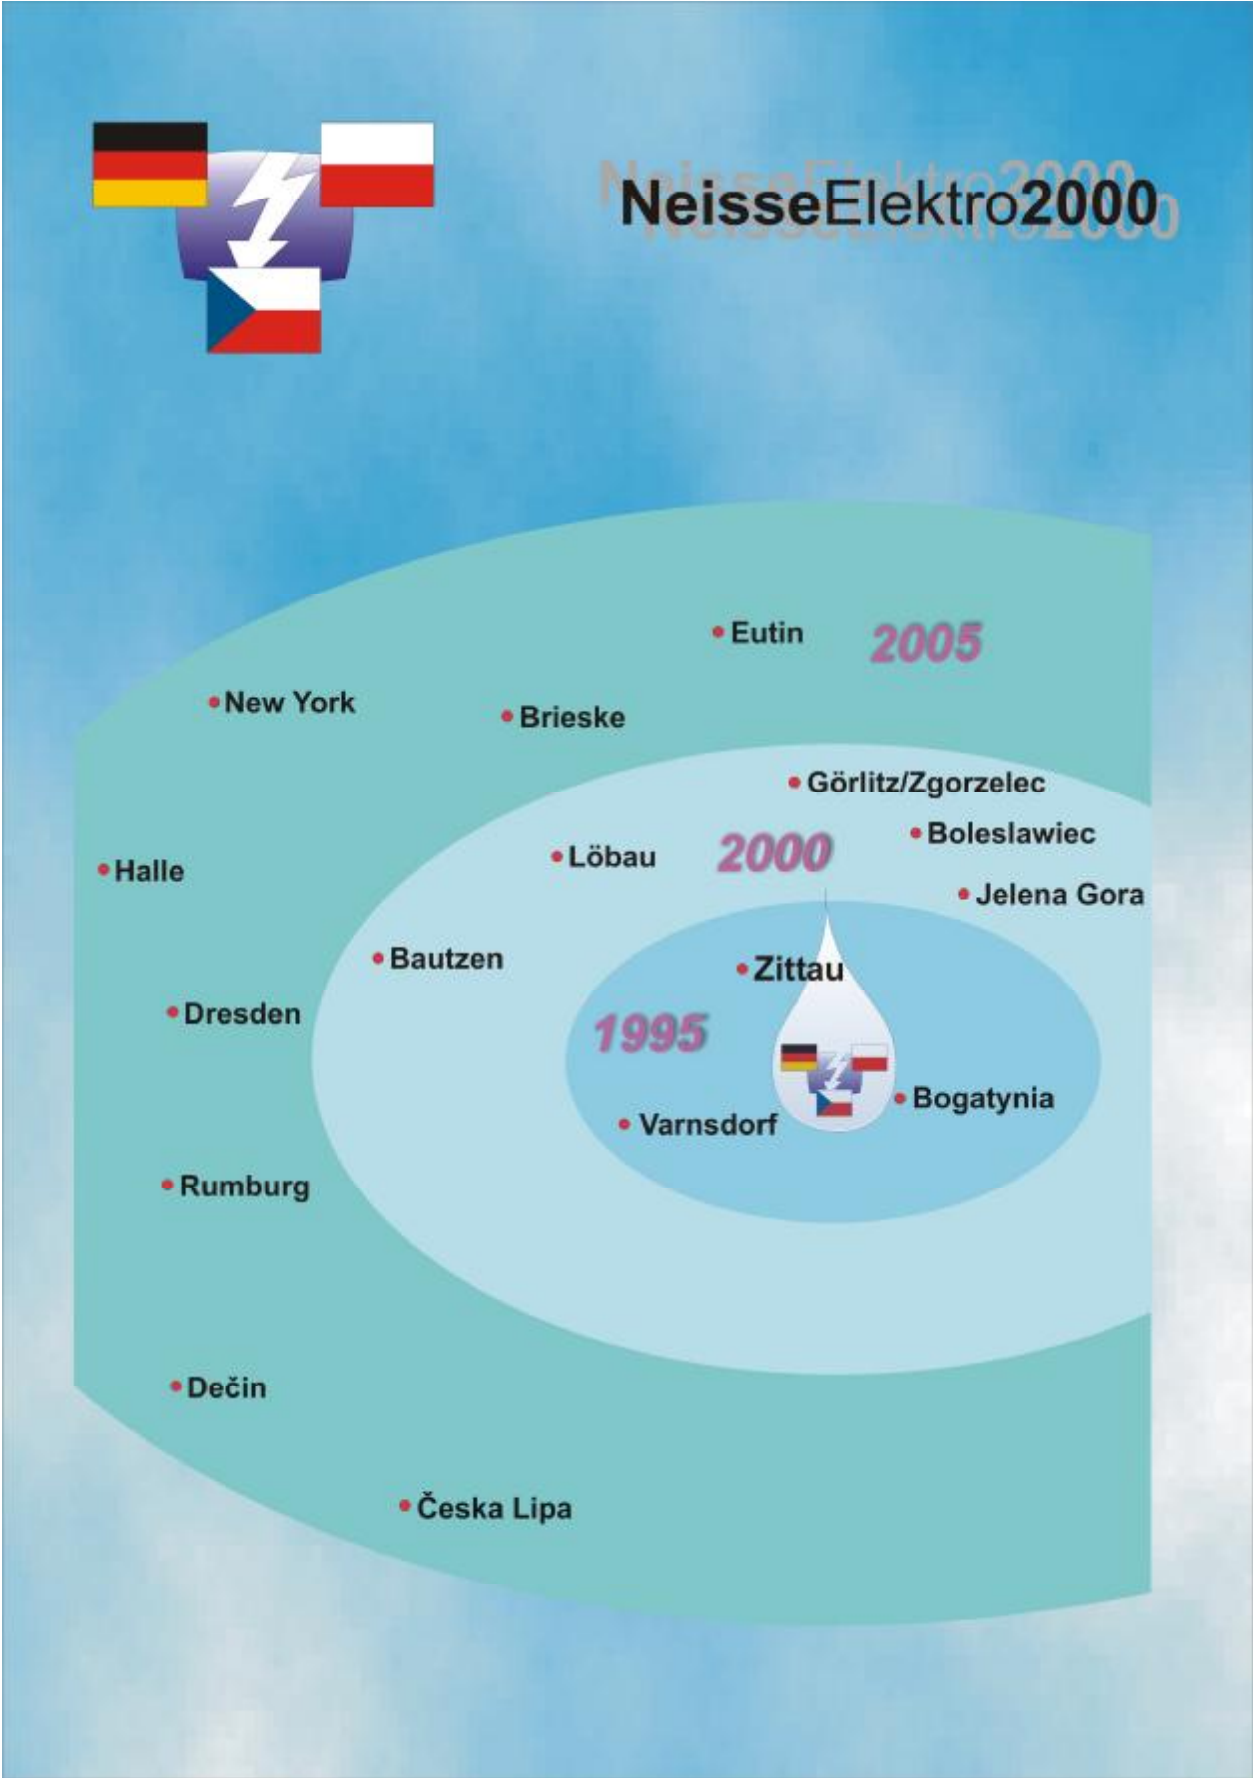 NeisseElektro2000
Eutin
2005
New York
Brieske
Görlitz/Zgorzelec
Boleslawiec
Löbau
2000
Halle
Jelena Gora
Bautzen
Zittau
Dresden
1995
Bogatynia
Varnsdorf
Rumburg
Dečin
Česka Lipa